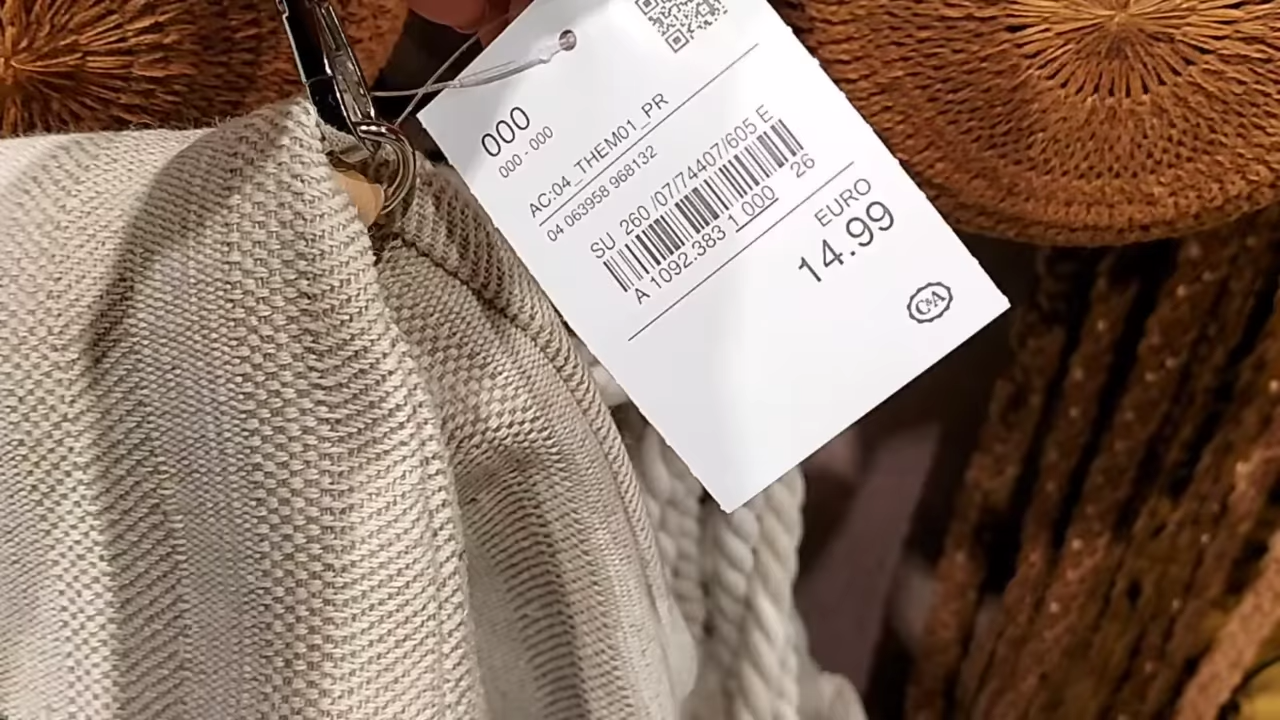 000
000 - 000
AC:04_THEM01_PR
04 063958 968132
SU 260 /07/74407/605 E
A 1092.383 1 000 26
EURO
14.99
C&A